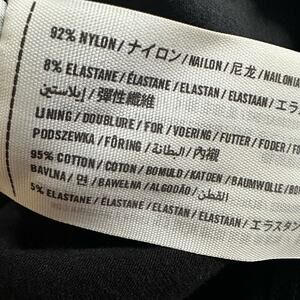 92% NYLON / ナイロン / NAILON / 尼龙 / NAILON
8% ELASTANE / ÉLASTANE / ELASTAN / ELASTAAN / エラ
إيلاستين / 彈性纖維
LINING / DOUBLURE / FOR / VOERING / FUTTER / FODER /
PODSZEWKA / FÖRING / البطانة / 內襯
95% COTTON / COTON / BOMULD / KATOEN / BAUMWOLLE /
BAVLNA / 면 / BAWEŁNA / ALGODÃO / القطن /
5% ELASTANE / ÉLASTANE / ELASTAN / ELASTAAN / エラスタン